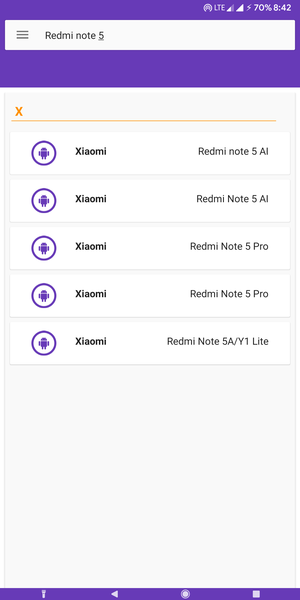 LTE 70% 8:42
Redmi note 5
X
Xiaomi Redmi note 5 AI
Xiaomi Redmi Note 5 AI
Xiaomi Redmi Note 5 Pro
Xiaomi Redmi Note 5 Pro
Xiaomi Redmi Note 5A/Y1 Lite